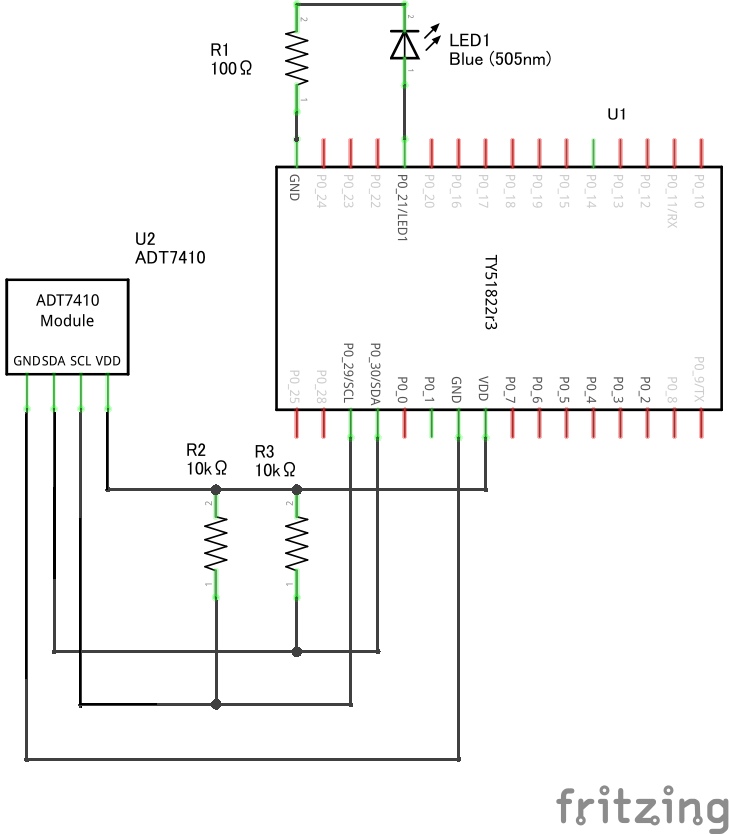 R1
100Ω
2
1
2
1
LED1
Blue (505nm)
U1
GND
P0_24
P0_23
P0_22
P0_21/LED1
P0_20
P0_16
P0_17
P0_18
P0_19
P0_15
P0_14
P0_13
P0_12
P0_11/RX
P0_10
TY51822r3
U2
ADT7410
ADT7410
Module
GND SDA SCL VDD
P0_25
P0_28
P0_29/SCL
P0_30/SDA
P0_0
P0_1
GND
VDD
P0_7
P0_6
P0_5
P0_4
P0_3
P0_2
P0_8
P0_9/TX
R2
10kΩ
R3
10kΩ
2
1
2
1
fritzing